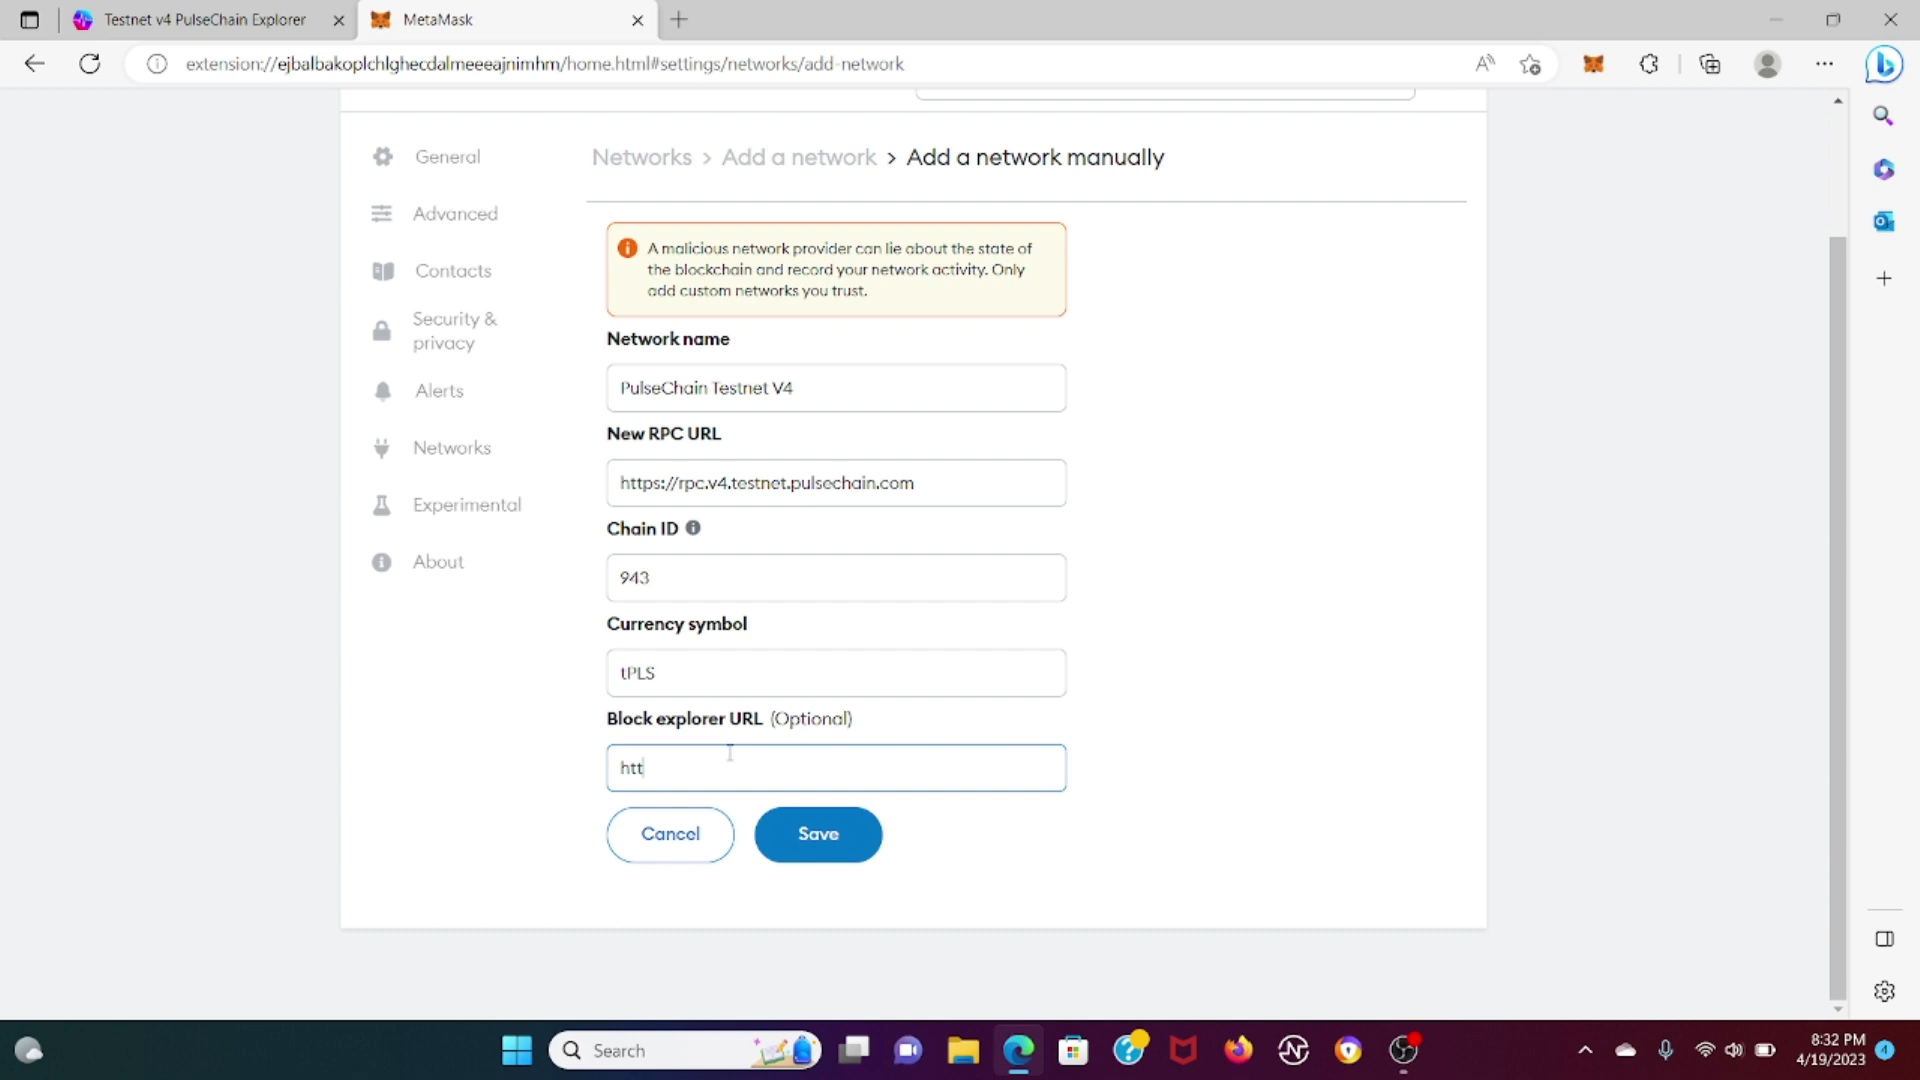 Testnet v4 PulseChain Explorer
MetaMask
extension://ejbalbakoplchlghecdalmeeeajnimhm/home.html#settings/networks/add-network
General
Advanced
Contacts
Security &
privacy
Alerts
Networks
Experimental
About
Networks > Add a network > Add a network manually
A malicious network provider can lie about the state of
the blockchain and record your network activity. Only
add custom networks you trust.
Network name
PulseChain Testnet V4
New RPC URL
https://rpc.v4.testnet.pulsechain.com
Chain ID
943
Currency symbol
tPLS
Block explorer URL (Optional)
htt
Cancel
Save
Search
8:32 PM
4/19/2023
4